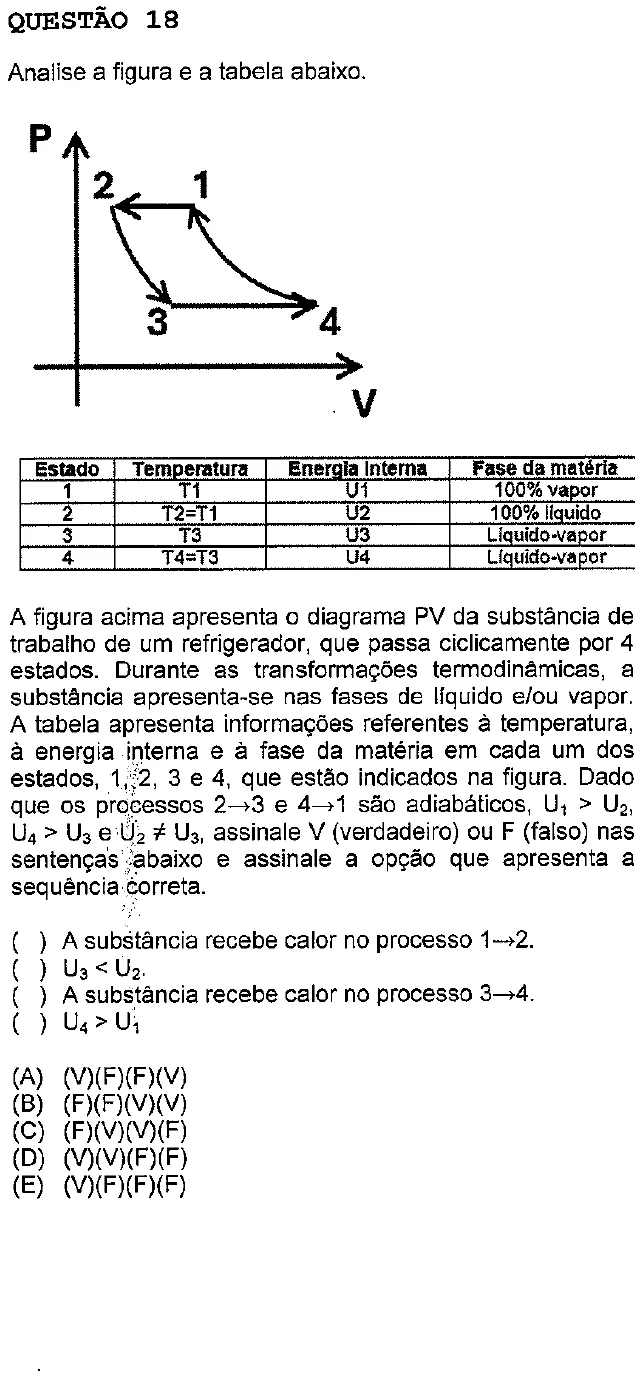 QUESTÃO 18
Analise a figura e a tabela abaixo.
P
2
1
3
4
V
Estado Temperatura Energia Interna Fase da matéria
1 T1 U1 100% vapor
2 T2=T1 U2 100% líquido
3 T3 U3 Líquido-vapor
4 T4=T3 U4 Líquido-vapor
A figura acima apresenta o diagrama PV da substância de
trabalho de um refrigerador, que passa ciclicamente por 4
estados. Durante as transformações termodinâmicas, a
substância apresenta-se nas fases de líquido e/ou vapor.
A tabela apresenta informações referentes à temperatura,
à energia interna e à fase da matéria em cada um dos
estados, 1, 2, 3 e 4, que estão indicados na figura. Dado
que os processos 2→3 e 4→1 são adiabáticos, U₁ > U₂,
U₄ > U₃ e U₂ ≠ U₃, assinale V (verdadeiro) ou F (falso) nas
sentenças abaixo e assinale a opção que apresenta a
sequência correta.
( ) A substância recebe calor no processo 1→2.
( ) U₃ < U₂.
( ) A substância recebe calor no processo 3→4.
( ) U₄ > U₁
(A) (V)(F)(F)(V)
(B) (F)(F)(V)(V)
(C) (F)(V)(V)(F)
(D) (V)(V)(F)(F)
(E) (V)(F)(F)(F)